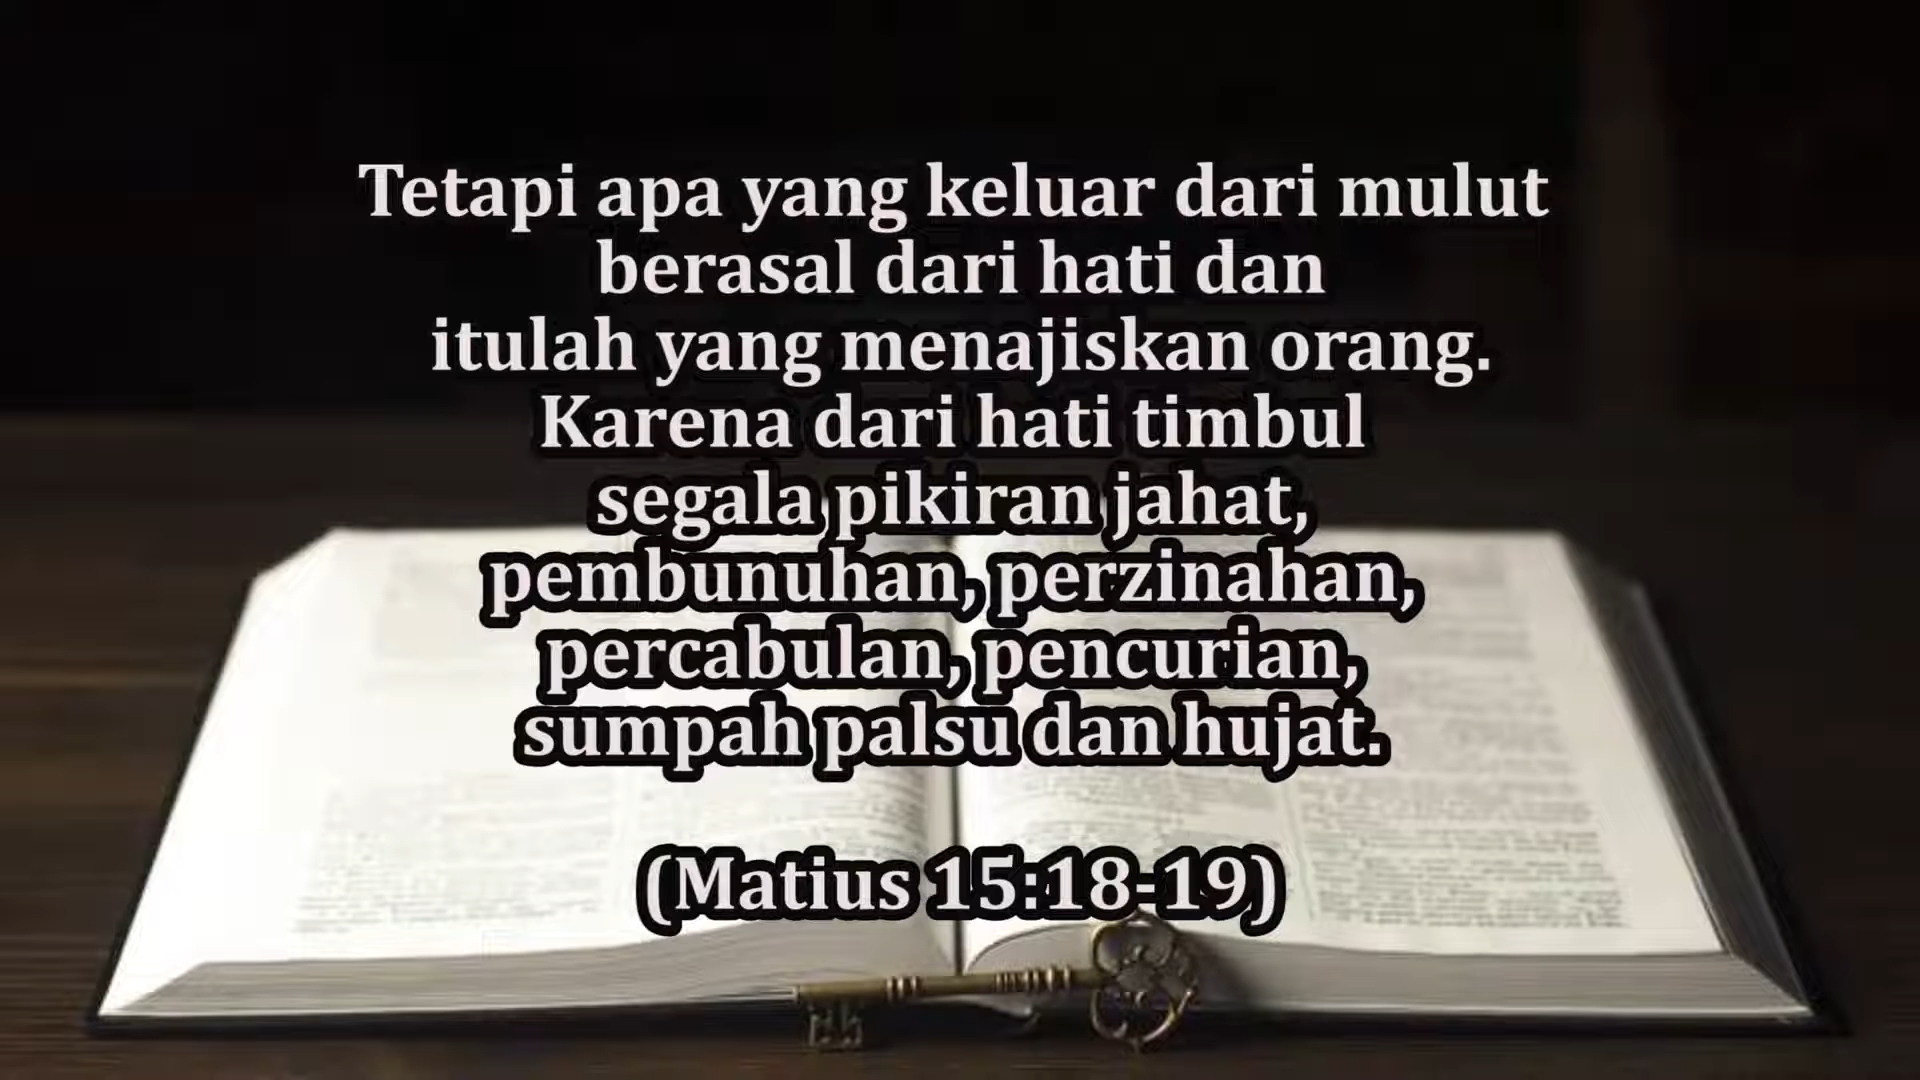 Tetapi apa yang keluar dari mulut
berasal dari hati dan
itulah yang menajiskan orang.
Karena dari hati timbul
segala pikiran jahat,
pembunuhan, perzinahan,
percabulan, pencurian,
sumpah palsu dan hujat.
(Matius 15:18-19)